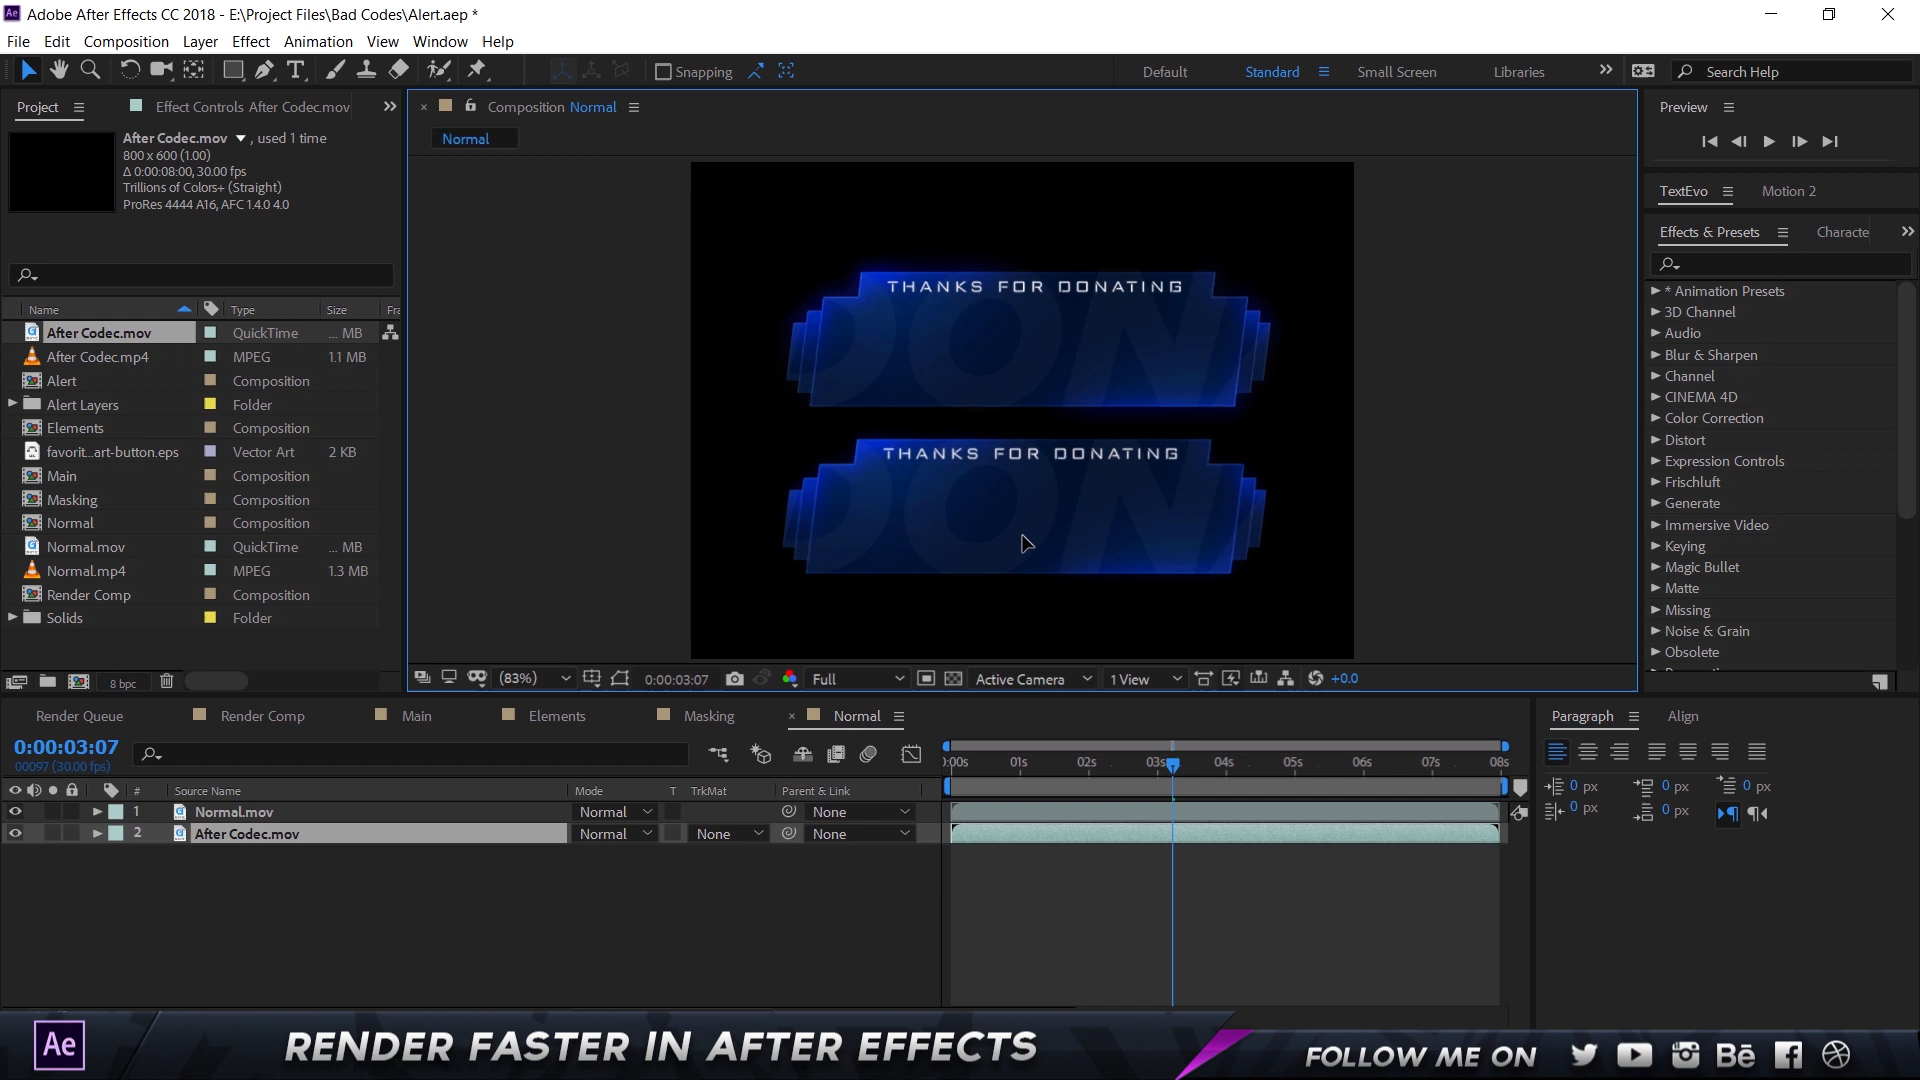 Adobe After Effects CC 2018 - E:\Project Files\Bad Codes\Alert.aep *
File Edit Composition Layer Effect Animation View Window Help
Snapping
Default Standard Small Screen Libraries Search Help
Project Effect Controls After Codec.mov
After Codec.mov , used 1 time
800 x 600 (1.00)
Δ 0:00:08:00, 30.00 fps
Trillions of Colors+ (Straight)
ProRes 4444 A16, AFC 1.4.0 4.0
Name Type Size Fra
After Codec.mov QuickTime ... MB
After Codec.mp4 MPEG 1.1 MB
Alert Composition
Alert Layers Folder
Elements Composition
favorit...art-button.eps Vector Art 2 KB
Main Composition
Masking Composition
Normal Composition
Normal.mov QuickTime ... MB
Normal.mp4 MPEG 1.3 MB
Render Comp Composition
Solids Folder
8 bpc
Composition Normal
Normal
THANKS FOR DONATING
DON
THANKS FOR DONATING
DON
(83%) 0:00:03:07 Full Active Camera 1 View +0.0
Preview
TextEvo Motion 2
Effects & Presets Characte
* Animation Presets
3D Channel
Audio
Blur & Sharpen
Channel
CINEMA 4D
Color Correction
Distort
Expression Controls
Frischluft
Generate
Immersive Video
Keying
Magic Bullet
Matte
Missing
Noise & Grain
Obsolete
Render Queue Render Comp Main Elements Masking Normal
0:00:03:07
00097 (30.00 fps)
):00s 01s 02s 03s 04s 05s 06s 07s 08s
# Source Name Mode T TrkMat Parent & Link
1 Normal.mov Normal None
2 After Codec.mov Normal None None
Paragraph Align
0 px 0 px 0 px
0 px 0 px
Ae RENDER FASTER IN AFTER EFFECTS FOLLOW ME ON Bē